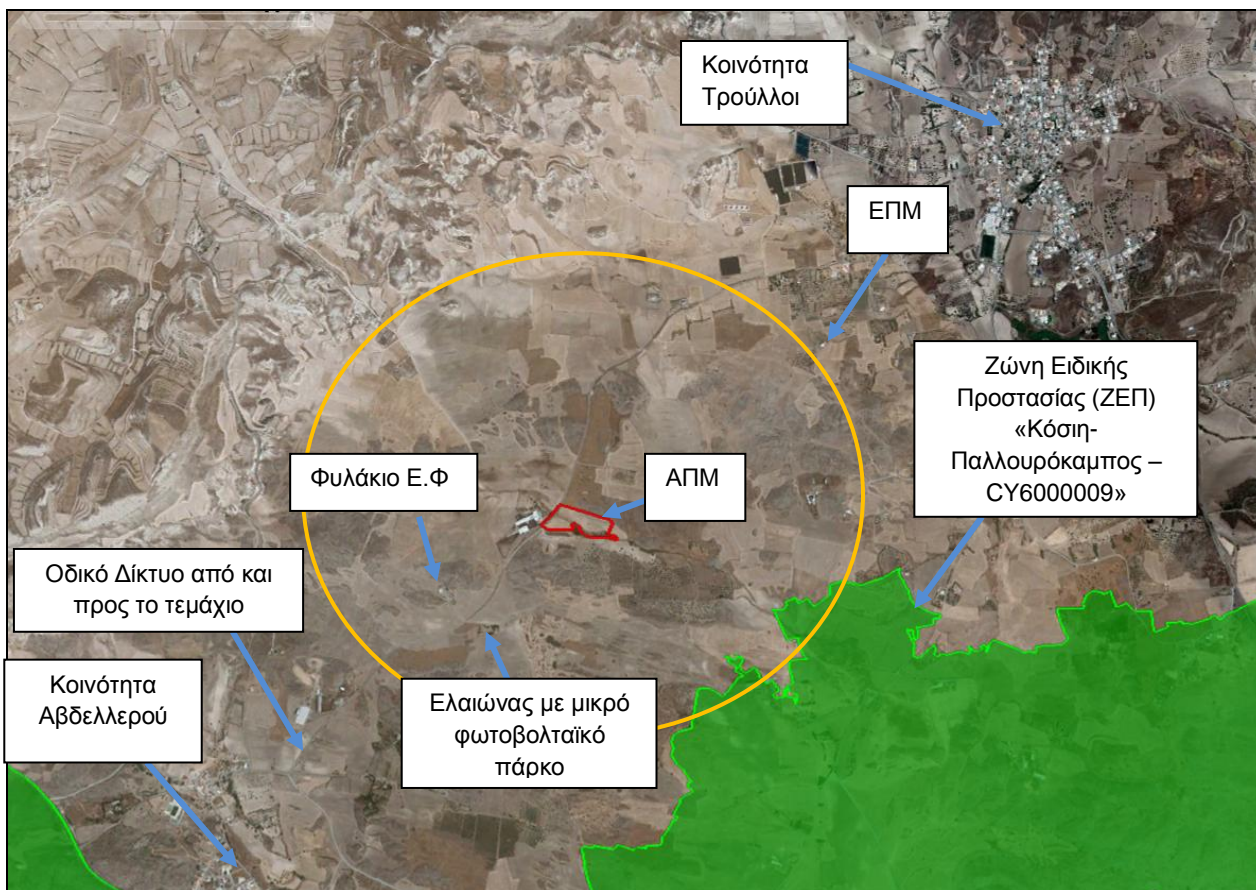 Κοινότητα
Τρούλλοι
ΕΠΜ
Ζώνη Ειδικής
Προστασίας (ΖΕΠ)
«Κόσιη-
Παλλουρόκαμπος –
CY6000009»
Φυλάκιο Ε.Φ
ΑΠΜ
Οδικό Δίκτυο από και
προς το τεμάχιο
Κοινότητα
Αβδελλερού
Ελαιώνας με μικρό
φωτοβολταϊκό
πάρκο